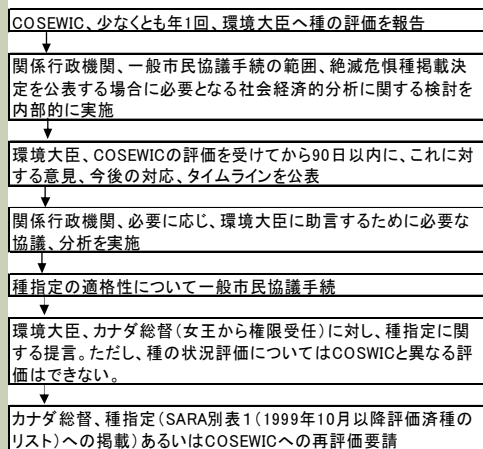 COSEWIC、少なくとも年1回、環境大臣へ種の評価を報告
関係行政機関、一般市民協議手続の範囲、絶滅危惧種掲載決
定を公表する場合に必要となる社会経済的分析に関する検討を
内部的に実施
環境大臣、COSEWICの評価を受けてから90日以内に、これに対
する意見、今後の対応、タイムラインを公表
関係行政機関、必要に応じ、環境大臣に助言するために必要な
協議、分析を実施
種指定の適格性について一般市民協議手続
環境大臣、カナダ総督（女王から権限受任）に対し、種指定に関
する提言。ただし、種の状況評価についてはCOSWICと異なる評
価はできない。
カナダ総督、種指定（SARA別表1（1999年10月以降評価済種の
リスト）への掲載）あるいはCOSEWICへの再評価要請